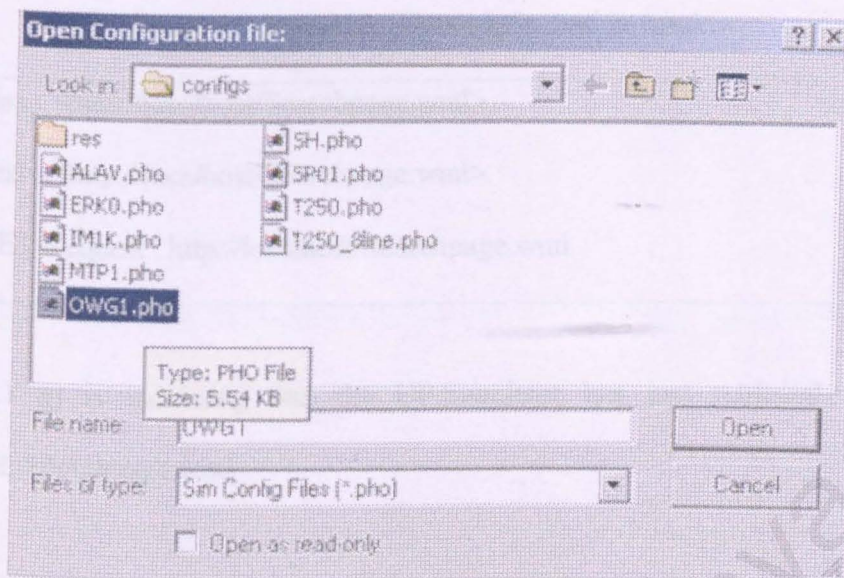 Open Configuration file:
Look in: configs
res
ALAV.pho
ERK0.pho
IM1K.pho
MTP1.pho
OWG1.pho
SH.pho
SP01.pho
T250.pho
T250_8line.pho
Type: PHO File
Size: 5.54 KB
File name: OWG1
Open
Files of type: Sim Config Files (*.pho)
Cancel
Open as read-only